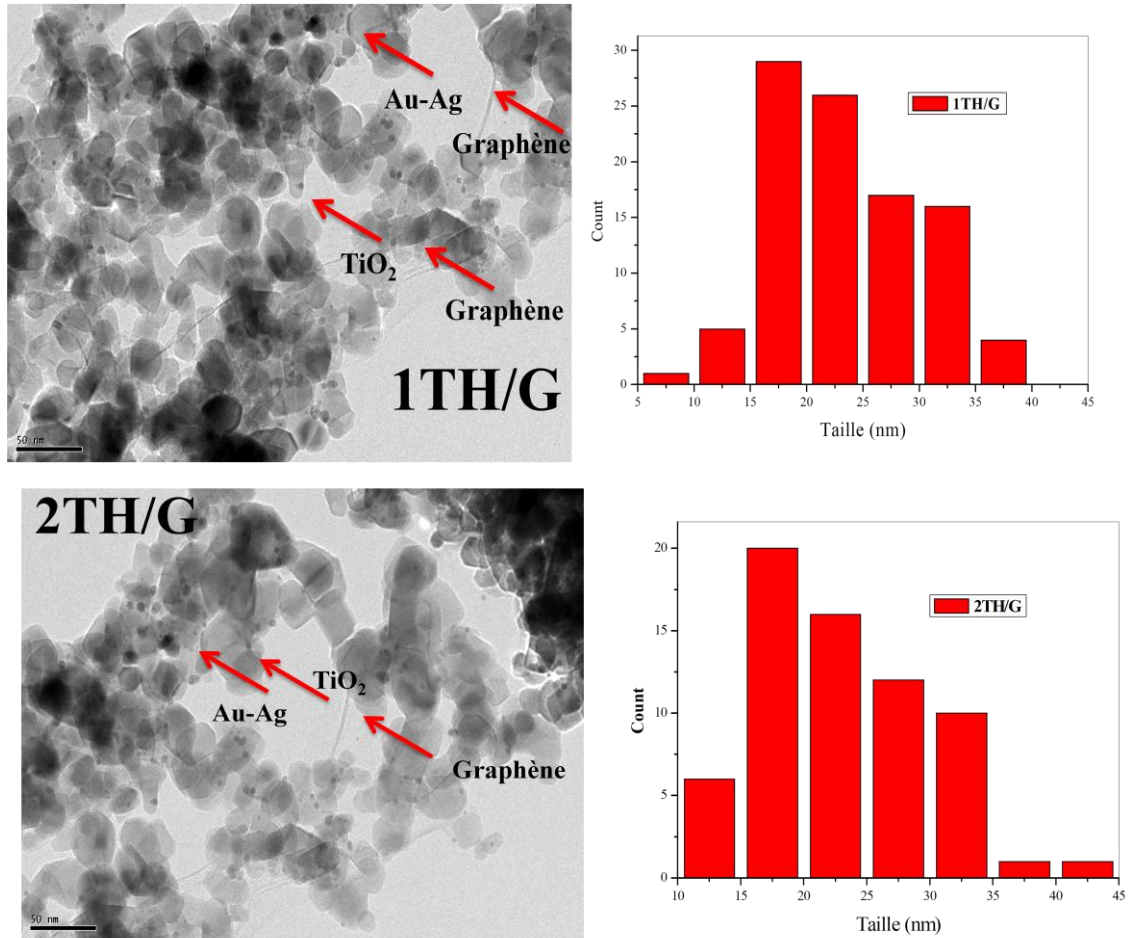 Au-Ag
Graphène
TiO₂
Graphène
1TH/G
50 nm
30
25
20
15
10
5
0
Count
1TH/G
5 10 15 20 25 30 35 40 45
Taille (nm)
2TH/G
TiO₂
Au-Ag
Graphène
50 nm
20
15
10
5
0
Count
2TH/G
10 15 20 25 30 35 40 45
Taille (nm)